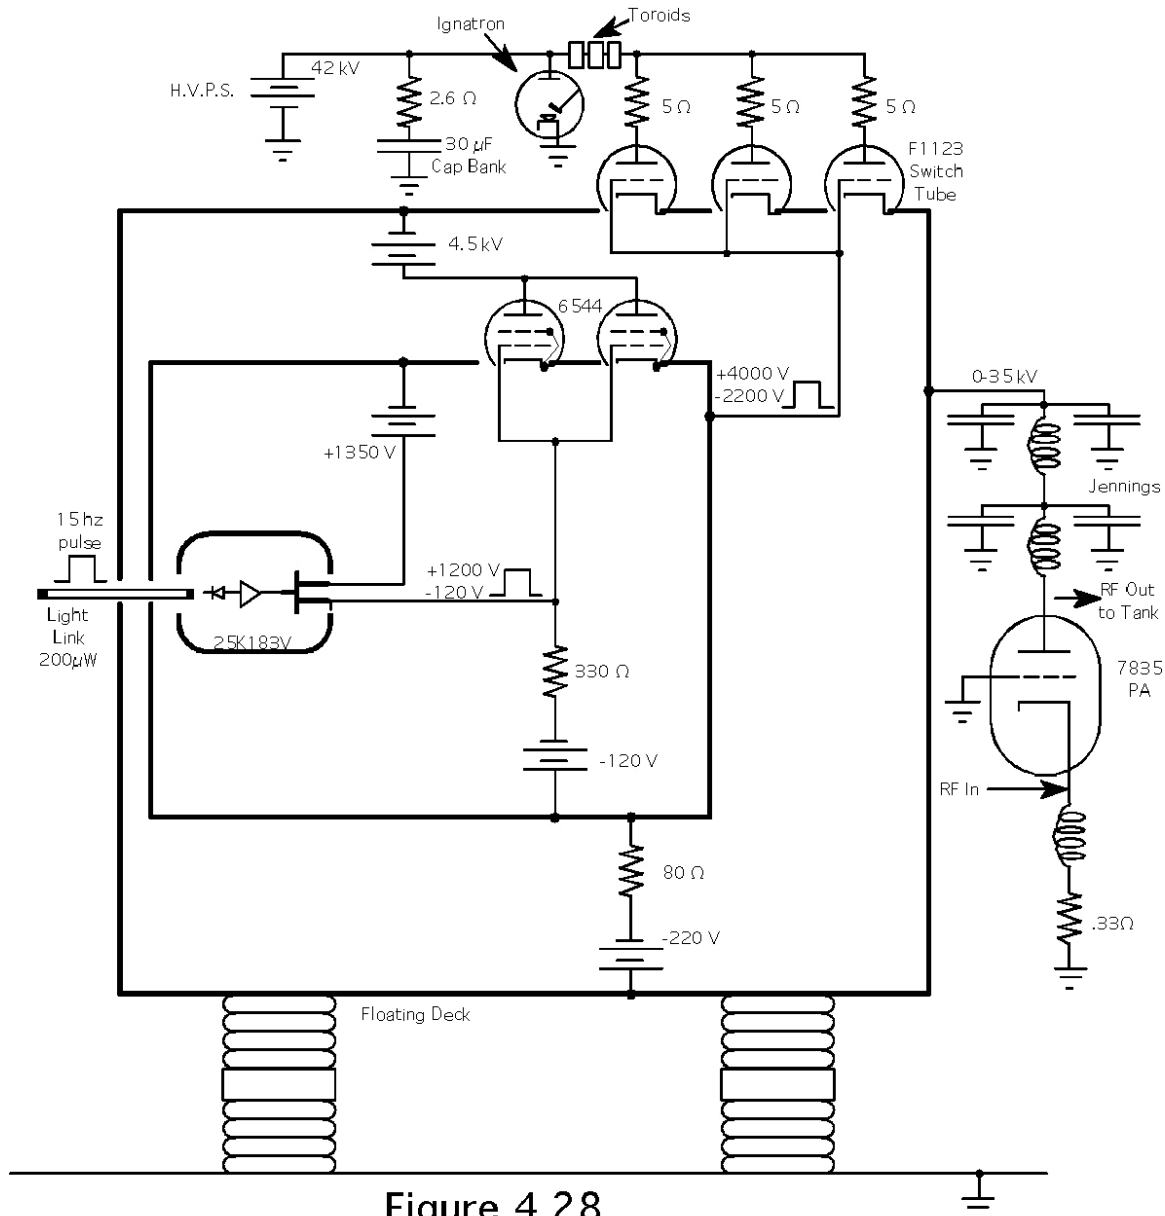 Ignatron
Toroids
42 kV
H.V.P.S.
2.6 Ω
5 Ω
5 Ω
5 Ω
30 µF
Cap Bank
F1123
Switch
Tube
4.5 kV
6544
+4000 V
-2200 V
0-35 kV
+1350 V
Jennings
15 hz
pulse
+1200 V
-120 V
RF Out
to Tank
Light
Link
200µW
25K183V
330 Ω
7835
PA
-120 V
RF In
80 Ω
.33Ω
-220 V
Floating Deck
Figure 4.28